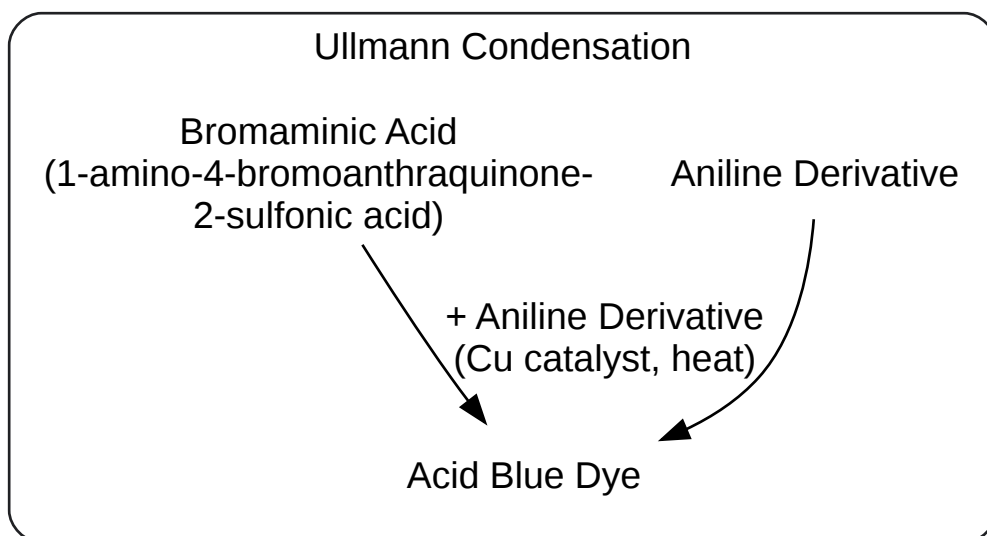 Ullmann Condensation
Bromaminic Acid
(1-amino-4-bromoanthraquinone-
2-sulfonic acid)
Aniline Derivative
+ Aniline Derivative
(Cu catalyst, heat)
Acid Blue Dye